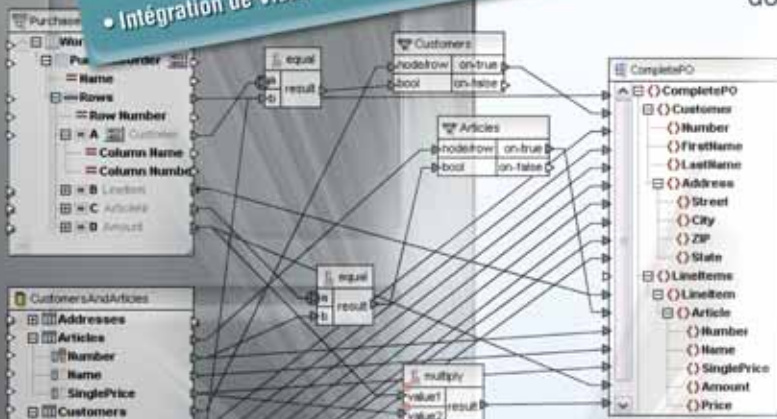 • Intégration de
Purchase
PurchaseOrder
Name
Rows
Row Number
A Customer
Column Name
Column Number
B LineItem
C ArticleNr
D Amount
CustomersAndArticles
Addresses
Articles
Number
Name
SinglePrice
Customers
equal
a
b
result
Customers
node/row on-true
bool on-false
Articles
node/row on-true
bool on-false
equal
a
b
result
multiply
value1
value2
result
CompletePO
CompletePO
Customer
Number
FirstName
LastName
Address
Street
City
ZIP
State
LineItems
LineItem
Article
Number
Name
SinglePrice
Amount
Price